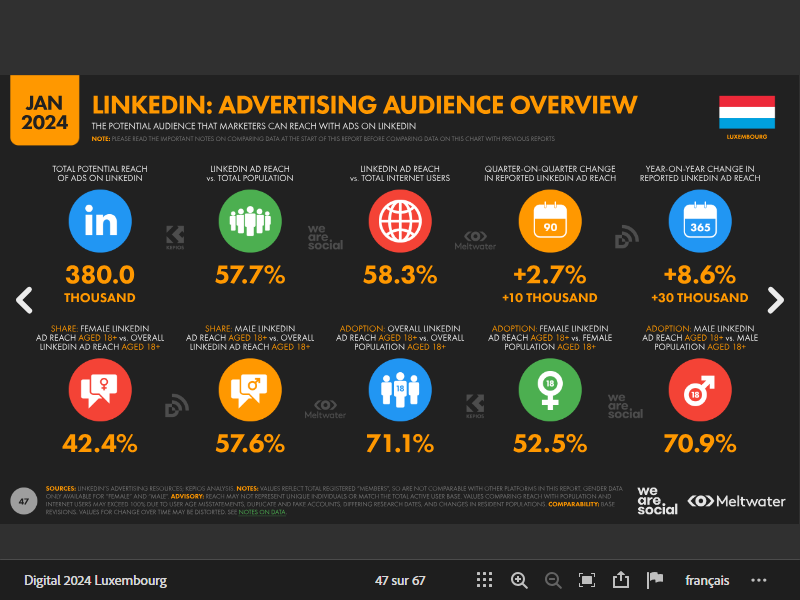 JAN
2024
LINKEDIN: ADVERTISING AUDIENCE OVERVIEW
THE POTENTIAL AUDIENCE THAT MARKETERS CAN REACH WITH ADS ON LINKEDIN
NOTE: PLEASE READ THE IMPORTANT NOTES ON COMPARING DATA AT THE START OF THIS REPORT BEFORE COMPARING DATA ON THIS CHART WITH PREVIOUS REPORTS
LUXEMBOURG
TOTAL POTENTIAL REACH
OF ADS ON LINKEDIN
in
380.0
THOUSAND
LINKEDIN AD REACH
vs. TOTAL POPULATION
57.7%
LINKEDIN AD REACH
vs. TOTAL INTERNET USERS
58.3%
QUARTER-ON-QUARTER CHANGE
IN REPORTED LINKEDIN AD REACH
90
+2.7%
+10 THOUSAND
YEAR-ON-YEAR CHANGE IN
REPORTED LINKEDIN AD REACH
365
+8.6%
+30 THOUSAND
KEPIOS
we
are.
social
Meltwater
SHARE: FEMALE LINKEDIN
AD REACH AGED 18+ vs. OVERALL
LINKEDIN AD REACH AGED 18+
42.4%
SHARE: MALE LINKEDIN
AD REACH AGED 18+ vs. OVERALL
LINKEDIN AD REACH AGED 18+
57.6%
ADOPTION: OVERALL LINKEDIN
AD REACH AGED 18+ vs. OVERALL
POPULATION AGED 18+
18
71.1%
ADOPTION: FEMALE LINKEDIN
AD REACH AGED 18+ vs. FEMALE
POPULATION AGED 18+
18
52.5%
ADOPTION: MALE LINKEDIN
AD REACH AGED 18+ vs. MALE
POPULATION AGED 18+
18
70.9%
Meltwater
KEPIOS
we
are.
social
47
SOURCES: LINKEDIN'S ADVERTISING RESOURCES; KEPIOS ANALYSIS. NOTES: VALUES REFLECT TOTAL REGISTERED "MEMBERS", SO ARE NOT COMPARABLE WITH OTHER PLATFORMS IN THIS REPORT. GENDER DATA
ONLY AVAILABLE FOR "FEMALE" AND "MALE". ADVISORY: REACH MAY NOT REPRESENT UNIQUE INDIVIDUALS OR MATCH THE TOTAL ACTIVE USER BASE. VALUES COMPARING REACH WITH POPULATION AND
INTERNET USERS MAY EXCEED 100% DUE TO USER AGE MISSTATEMENTS, DUPLICATE AND FAKE ACCOUNTS, DIFFERING RESEARCH DATES, AND CHANGES IN RESIDENT POPULATIONS. COMPARABILITY: BASE
REVISIONS. VALUES FOR CHANGE OVER TIME MAY BE DISTORTED. SEE NOTES ON DATA.
we
are.
social
Meltwater
Digital 2024 Luxembourg
47 sur 67
français